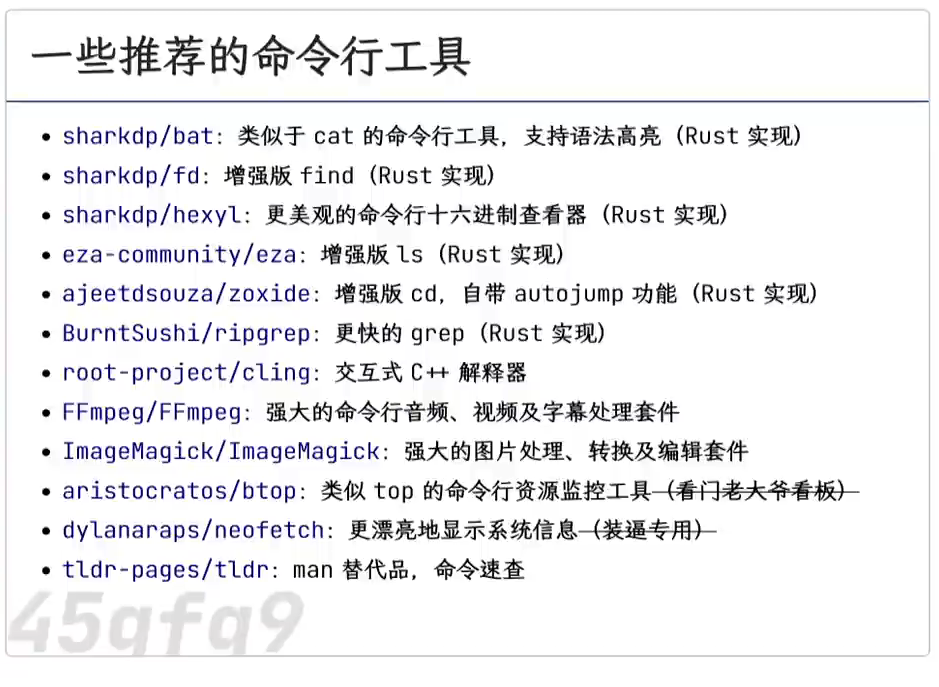 一些推荐的命令行工具
• sharkdp/bat: 类似于 cat 的命令行工具, 支持语法高亮 (Rust 实现)
• sharkdp/fd: 增强版 find (Rust 实现)
• sharkdp/hexyl: 更美观的命令行十六进制查看器 (Rust 实现)
• eza-community/eza: 增强版 ls (Rust 实现)
• ajeetdsouza/zoxide: 增强版 cd, 自带 autojump 功能 (Rust 实现)
• BurntSushi/ripgrep: 更快的 grep (Rust 实现)
• root-project/cling: 交互式 C++ 解释器
• FFmpeg/FFmpeg: 强大的命令行音频、视频及字幕处理套件
• ImageMagick/ImageMagick: 强大的图片处理、转换及编辑套件
• aristocratos/btop: 类似 top 的命令行资源监控工具 (看门老大爷看板)
• dylanaraps/neofetch: 更漂亮地显示系统信息 (装逼专用)
• tldr-pages/tldr: man 替代品, 命令速查
45gfg9